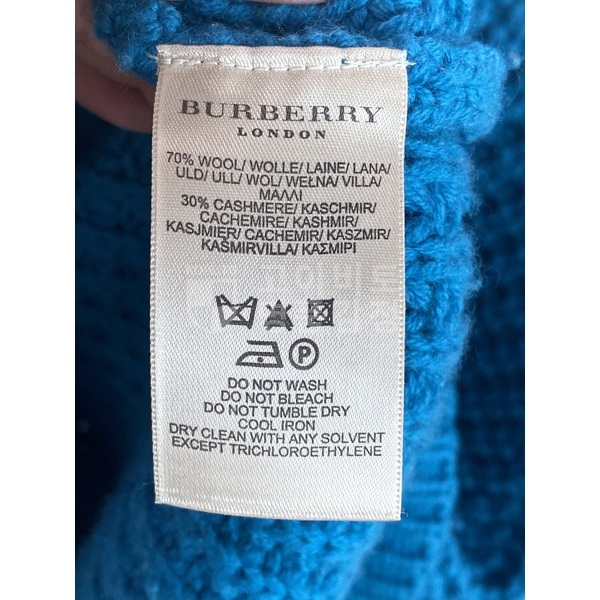 BURBERRY
LONDON
70% WOOL/ WOLLE/ LAINE/ LANA/
ULD/ ULL/ WOL/ WEŁNA/ VILLA/
ΜΑΛΛΙ
30% CASHMERE/ KASCHMIR/
CACHEMIRE/ KASHMIR/
KASJMIER/ CACHEMIR/ KASZMIR/
KAŠMIRVILLA/ ΚΑΣΜΙΡΙ
P
DO NOT WASH
DO NOT BLEACH
DO NOT TUMBLE DRY
COOL IRON
DRY CLEAN WITH ANY SOLVENT
EXCEPT TRICHLOROETHYLENE